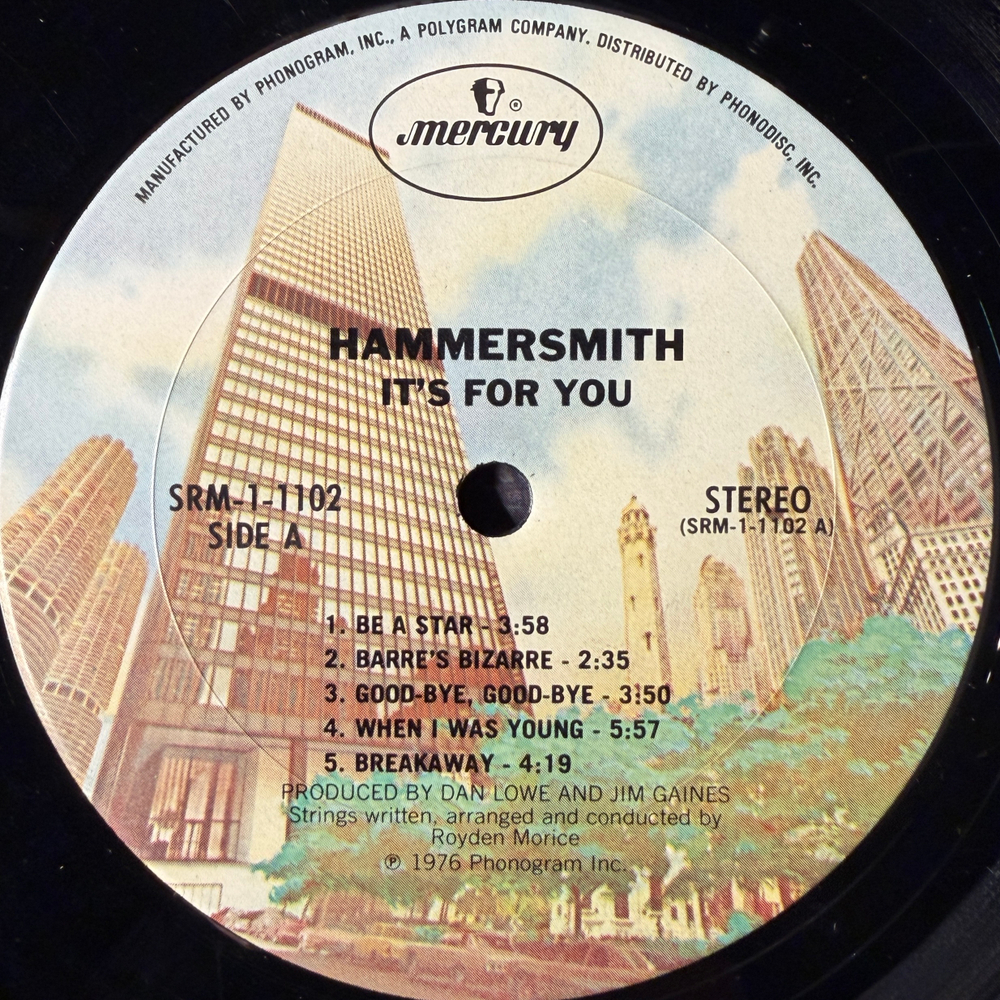 MANUFACTURED BY PHONOGRAM, INC., A POLYGRAM COMPANY. DISTRIBUTED BY PHONODISC, INC.
®
mercury
HAMMERSMITH
IT'S FOR YOU
SRM-1-1102
SIDE A
STEREO
(SRM-1-1102 A)
1. BE A STAR - 3:58
2. BARRE'S BIZARRE - 2:35
3. GOOD-BYE, GOOD-BYE - 3:50
4. WHEN I WAS YOUNG - 5:57
5. BREAKAWAY - 4:19
PRODUCED BY DAN LOWE AND JIM GAINES
Strings written, arranged and conducted by
Royden Morice
℗ 1976 Phonogram Inc.